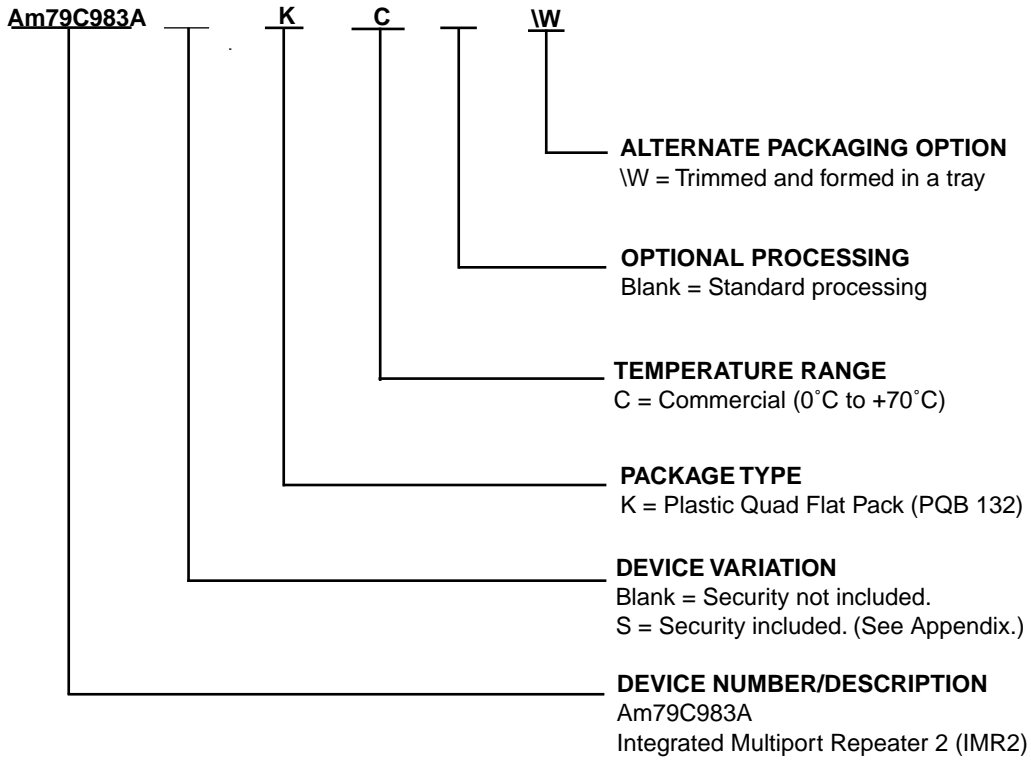 Am79C983A K C \W
ALTERNATE PACKAGING OPTION
\W = Trimmed and formed in a tray
OPTIONAL PROCESSING
Blank = Standard processing
TEMPERATURE RANGE
C = Commercial (0˚C to +70˚C)
PACKAGE TYPE
K = Plastic Quad Flat Pack (PQB 132)
DEVICE VARIATION
Blank = Security not included.
S = Security included. (See Appendix.)
DEVICE NUMBER/DESCRIPTION
Am79C983A
Integrated Multiport Repeater 2 (IMR2)